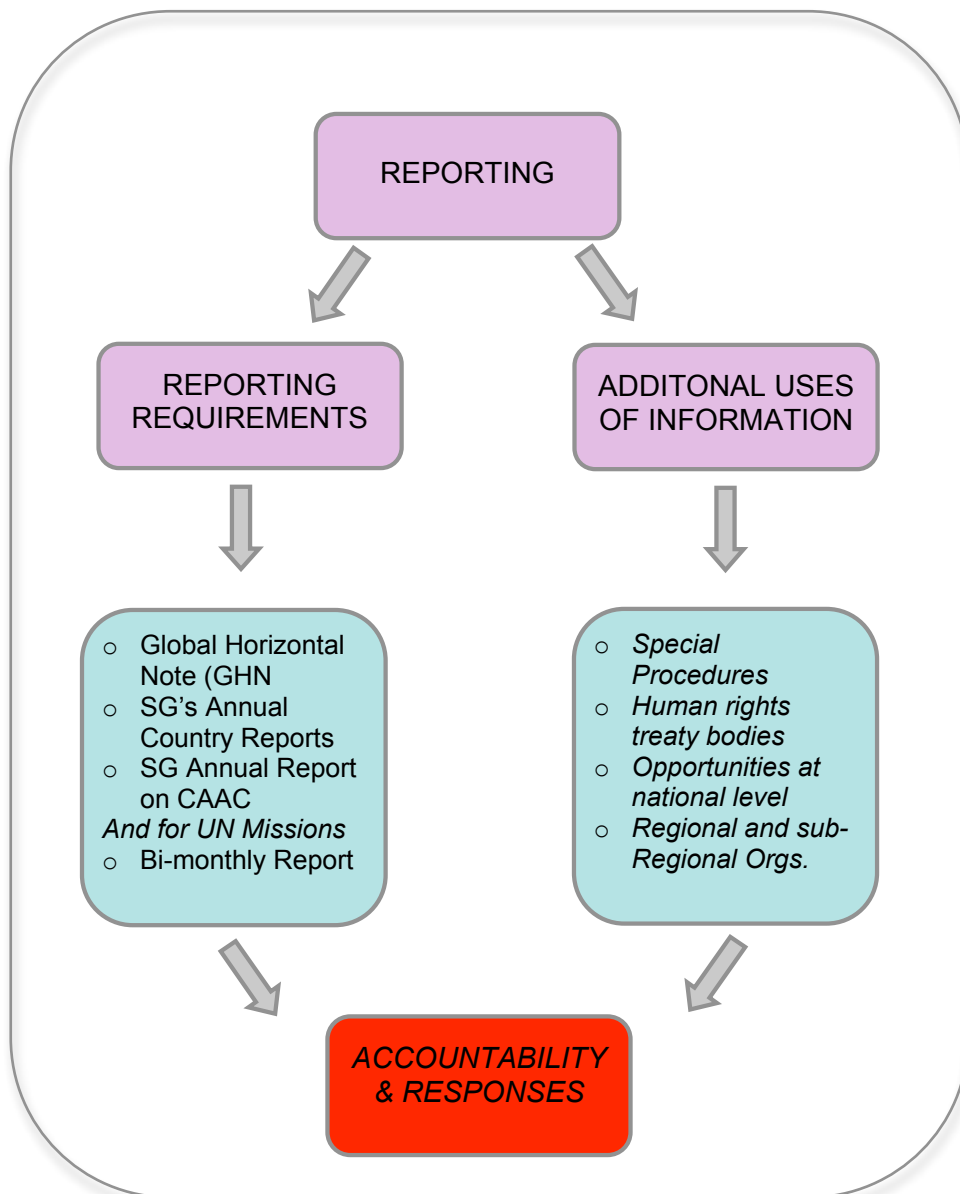 REPORTING
REPORTING
REQUIREMENTS
ADDITONAL USES
OF INFORMATION
o Global Horizontal
Note (GHN
o SG's Annual
Country Reports
o SG Annual Report
on CAAC
And for UN Missions
o Bi-monthly Report
o Special
Procedures
o Human rights
treaty bodies
o Opportunities at
national level
o Regional and sub-
Regional Orgs.
ACCOUNTABILITY
& RESPONSES